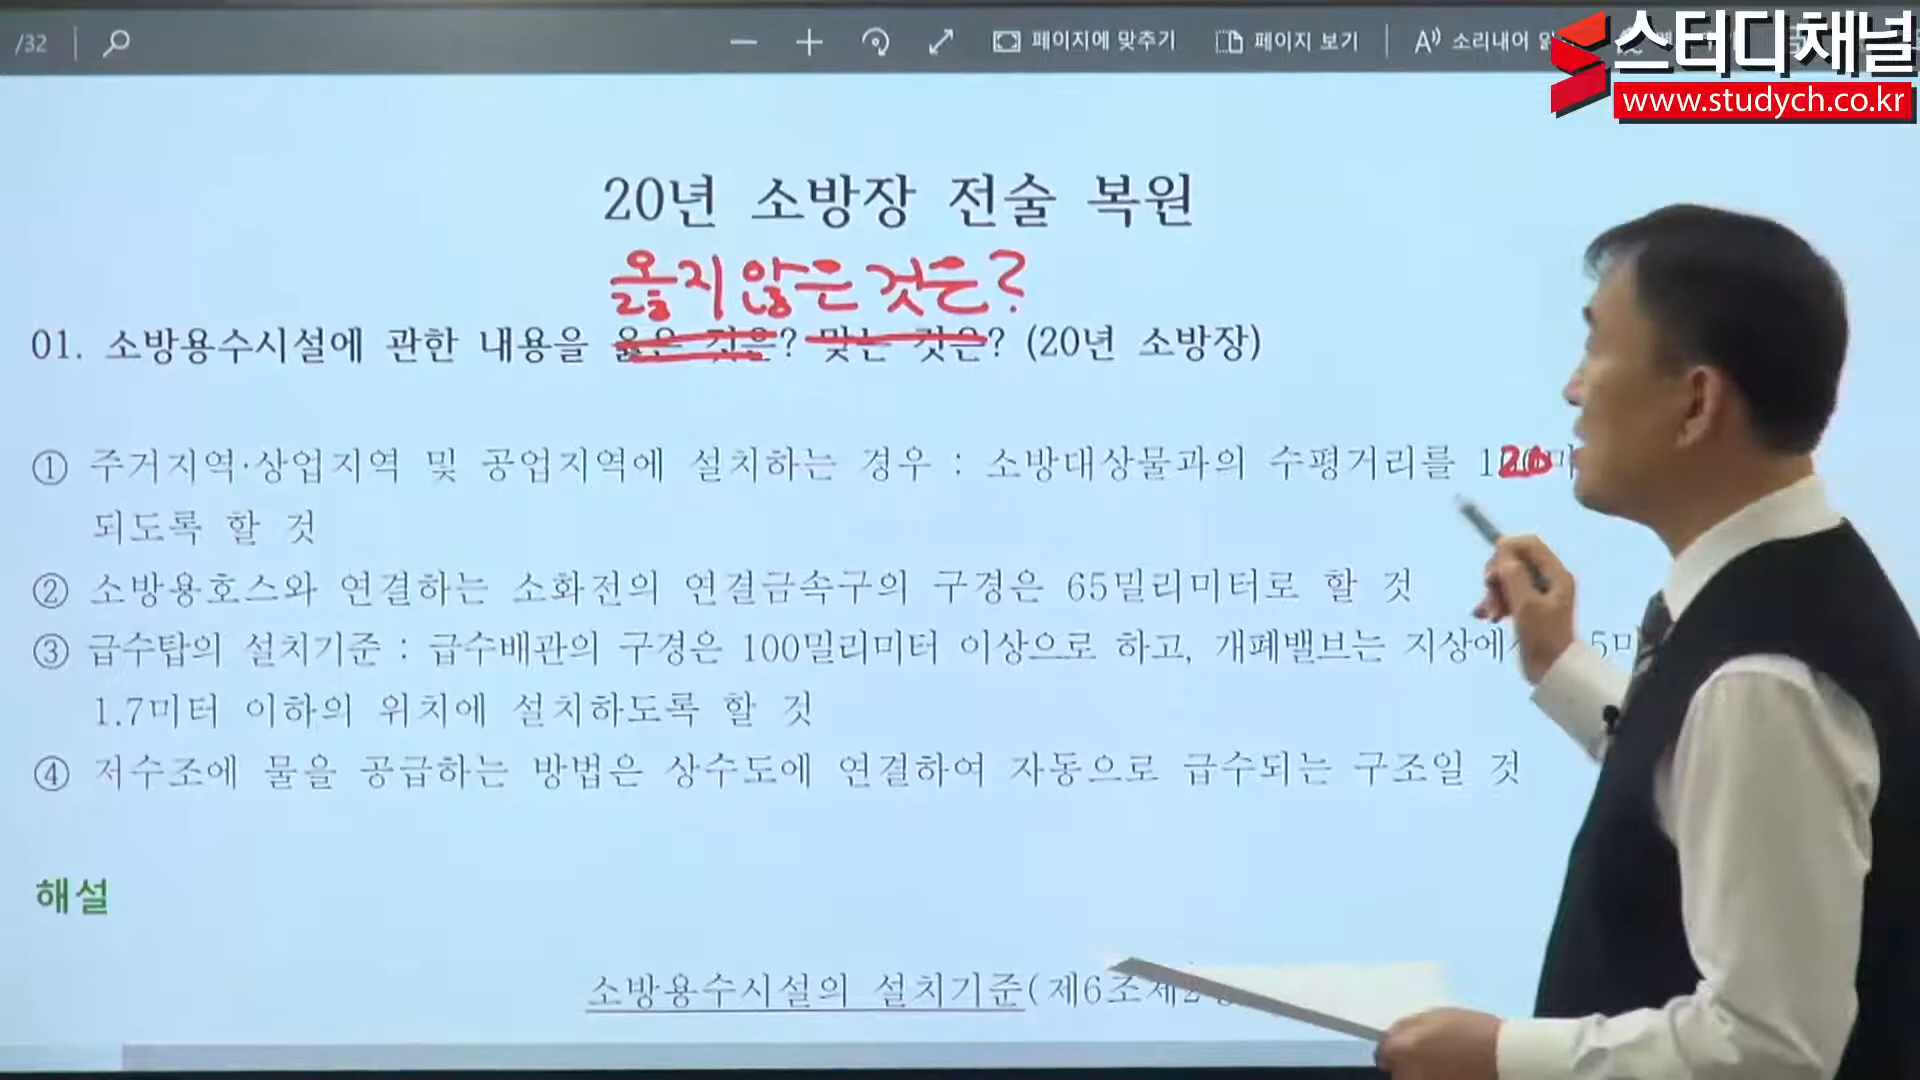 /32 페이지에 맞추기 페이지 보기 소리내어
스터디채널
www.studych.co.kr
20년 소방장 전술 복원
옳지 않은 것은?
01. 소방용수시설에 관한 내용을 옳은 것은? 맞는 것은? (20년 소방장)
① 주거지역·상업지역 및 공업지역에 설치하는 경우 : 소방대상물과의 수평거리를 120
되도록 할 것
② 소방용호스와 연결하는 소화전의 연결금속구의 구경은 65밀리미터로 할 것
③ 급수탑의 설치기준 : 급수배관의 구경은 100밀리미터 이상으로 하고, 개폐밸브는 지상에서
1.7미터 이하의 위치에 설치하도록 할 것
④ 저수조에 물을 공급하는 방법은 상수도에 연결하여 자동으로 급수되는 구조일 것
해설
소방용수시설의 설치기준(제6조제2